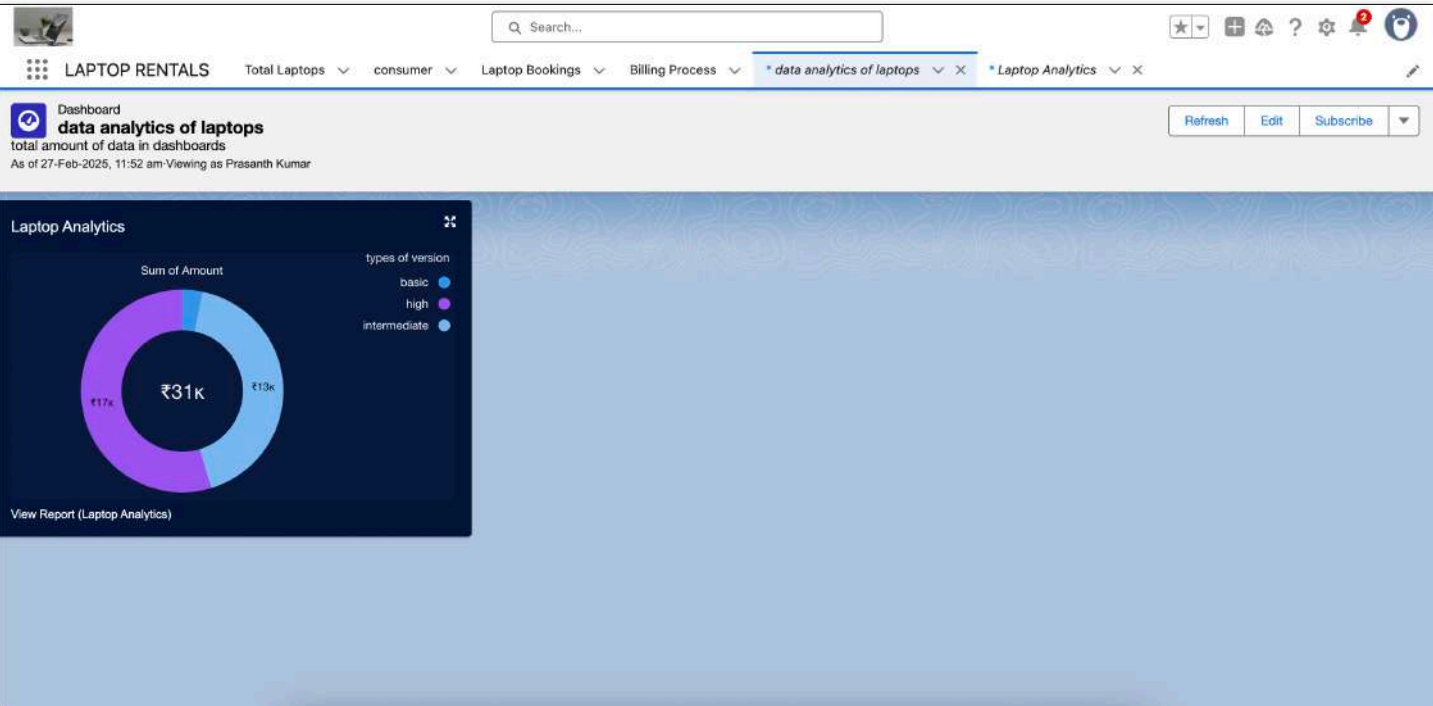 Search...
2
LAPTOP RENTALS
Total Laptops
consumer
Laptop Bookings
Billing Process
* data analytics of laptops
* Laptop Analytics
Dashboard
data analytics of laptops
total amount of data in dashboards
As of 27-Feb-2025, 11:52 am·Viewing as Prasanth Kumar
Refresh
Edit
Subscribe
Laptop Analytics
Sum of Amount
types of version
basic
high
intermediate
₹31K
₹13K
₹17K
View Report (Laptop Analytics)